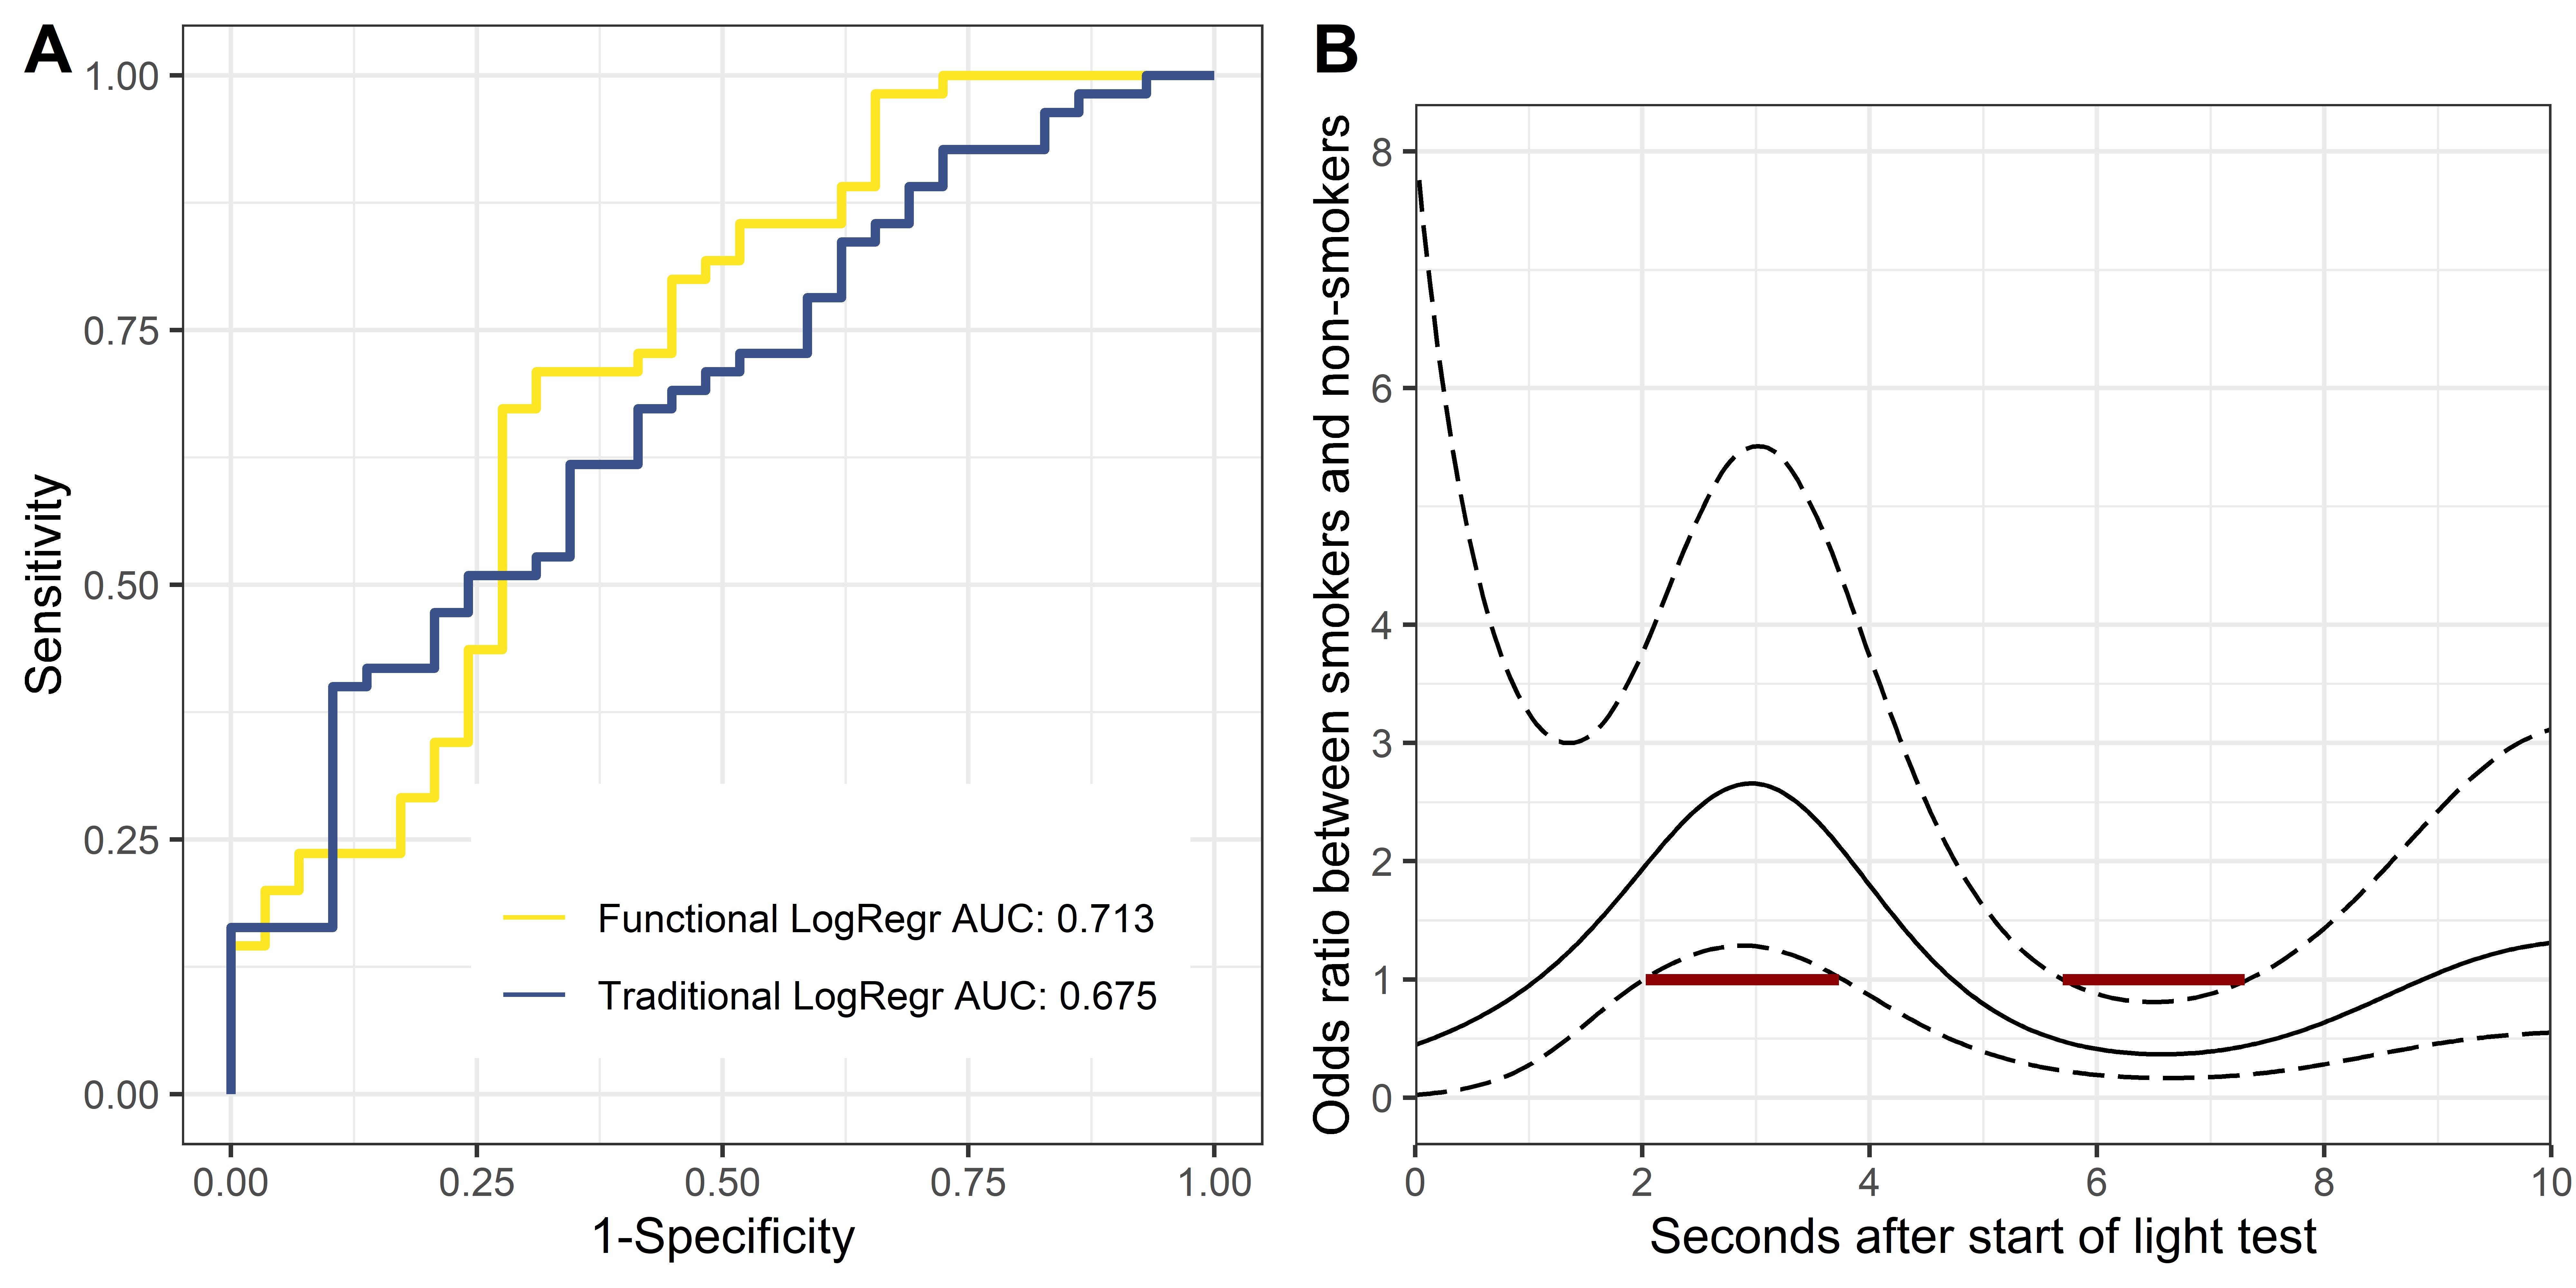 A
1.00
0.75
0.50
0.25
0.00
Sensitivity
Functional LogRegr AUC: 0.713
Traditional LogRegr AUC: 0.675
0.00 0.25 0.50 0.75 1.00
1-Specificity
B
Odds ratio between smokers and non-smokers
8
6
4
3
2
1
0
0 2 4 6 8 10
Seconds after start of light test